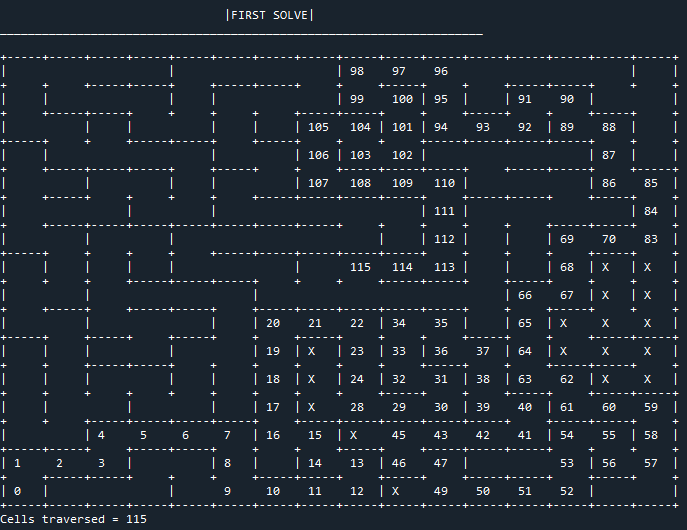 |FIRST SOLVE|
98 97 96
99 100 95 91 90
105 104 101 94 93 92 89 88
106 103 102 87
107 108 109 110 86 85
111 84
112 69 70 83
115 114 113 68 X X
66 67 X X
20 21 22 34 35 65 X X X
19 X 23 33 36 37 64 X X X
18 X 24 32 31 38 63 62 X X
17 X 28 29 30 39 40 61 60 59
4 5 6 7 16 15 X 45 43 42 41 54 55 58
1 2 3 8 14 13 46 47 53 56 57
0 9 10 11 12 X 49 50 51 52
Cells traversed = 115